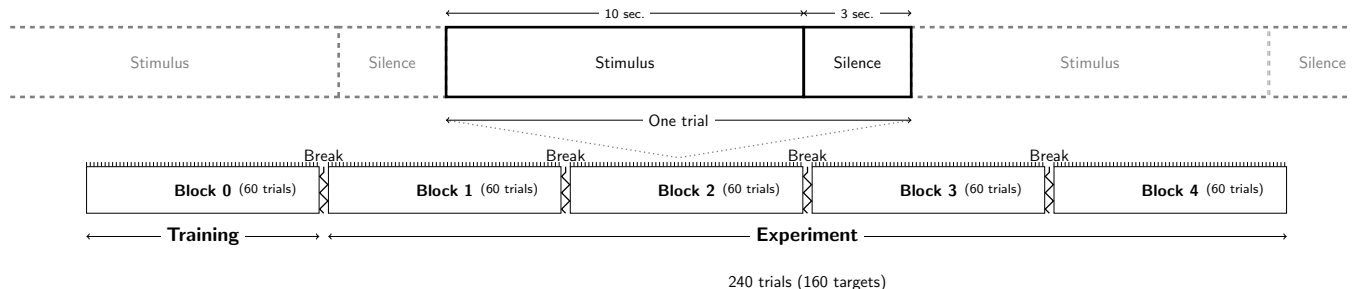 10 sec. 3 sec.
Stimulus Silence Stimulus Silence Stimulus Silence
One trial
Break Break Break Break
Block 0 (60 trials) Block 1 (60 trials) Block 2 (60 trials) Block 3 (60 trials) Block 4 (60 trials)
Training Experiment
240 trials (160 targets)